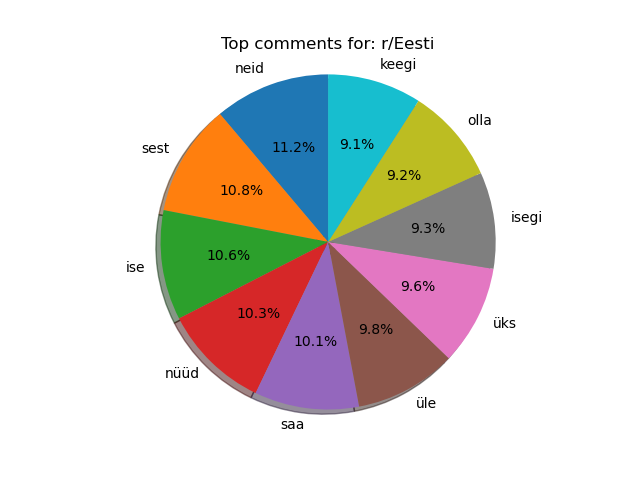 Top comments for: r/Eesti
neid
11.2%
sest
10.8%
ise
10.6%
nüüd
10.3%
saa
10.1%
üle
9.8%
üks
9.6%
isegi
9.3%
olla
9.2%
keegi
9.1%